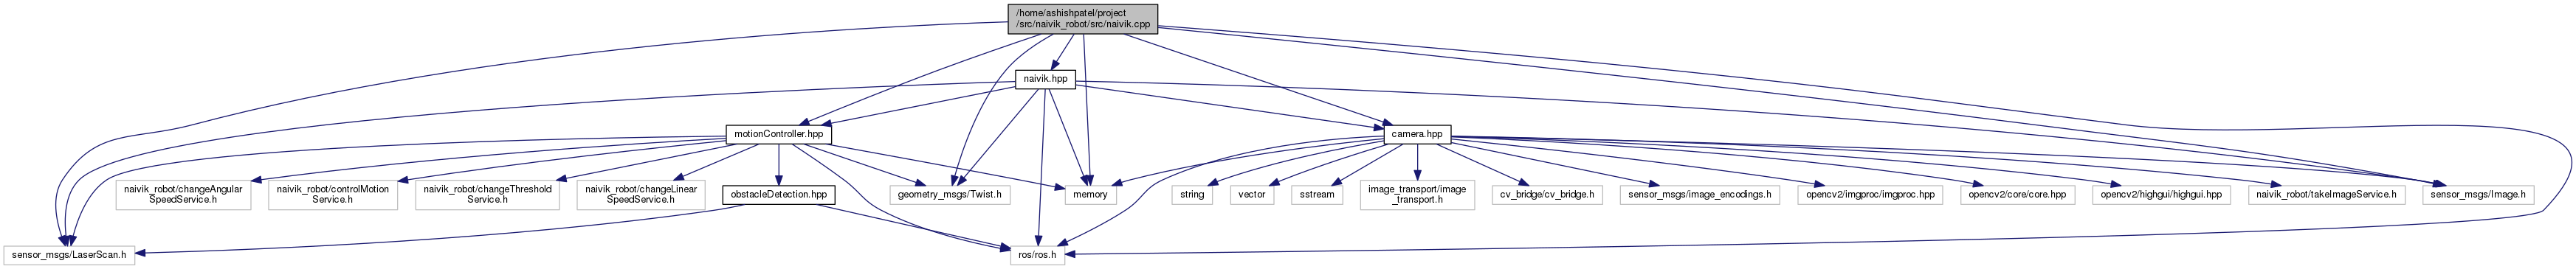 /home/ashishpatel/project
/src/naivik_robot/src/naivik.cpp
naivik.hpp
motionController.hpp
camera.hpp
naivik_robot/changeAngular
SpeedService.h
naivik_robot/controlMotion
Service.h
naivik_robot/changeThreshold
Service.h
naivik_robot/changeLinear
SpeedService.h
obstacleDetection.hpp
geometry_msgs/Twist.h
memory
string
vector
sstream
image_transport/image
_transport.h
cv_bridge/cv_bridge.h
sensor_msgs/image_encodings.h
opencv2/imgproc/imgproc.hpp
opencv2/core/core.hpp
opencv2/highgui/highgui.hpp
naivik_robot/takeImageService.h
sensor_msgs/Image.h
sensor_msgs/LaserScan.h
ros/ros.h